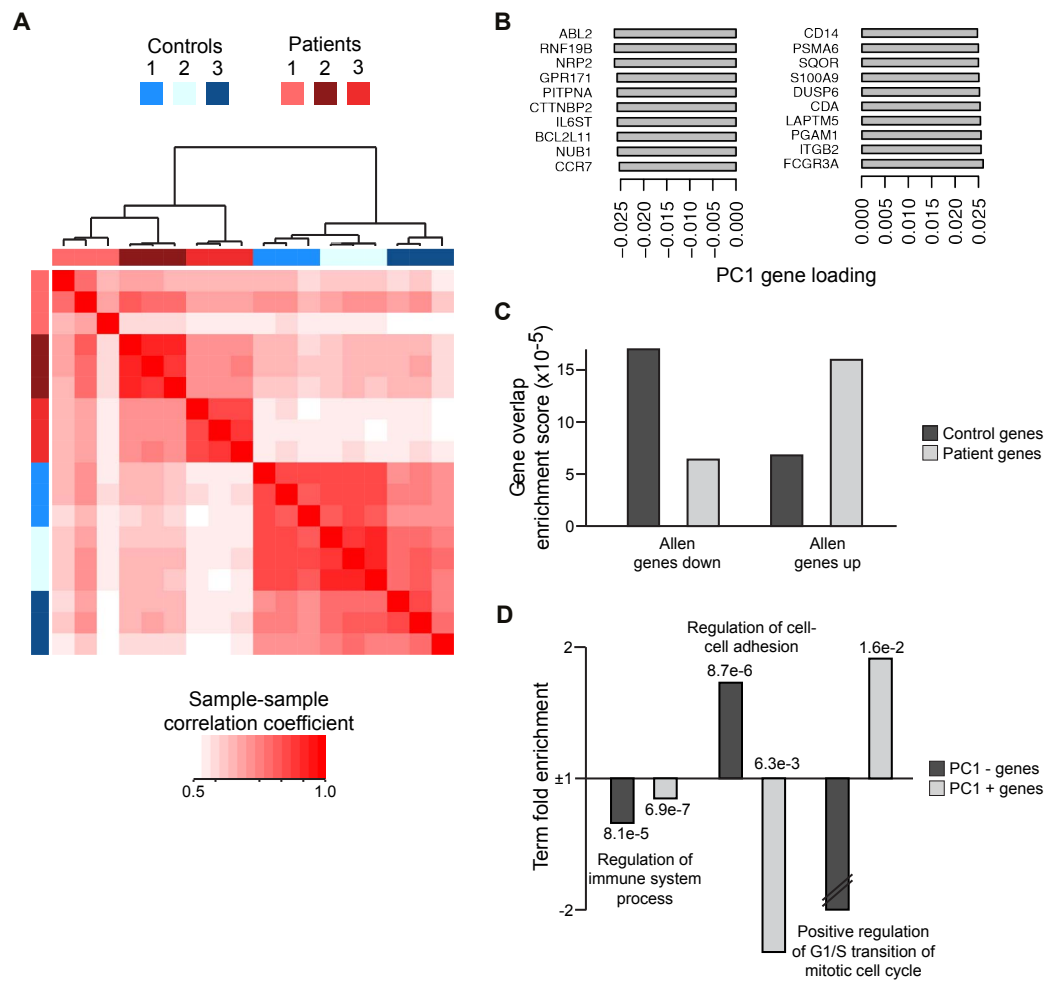 A
Controls
Patients
1 2 3
1 2 3
Sample-sample
correlation coefficient
0.5
1.0
B
ABL2
RNF19B
NRP2
GPR171
PITPNA
CTTNBP2
IL6ST
BCL2L11
NUB1
CCR7
−0.025
−0.020
−0.015
−0.010
−0.005
0.000
CD14
PSMA6
SQOR
S100A9
DUSP6
CDA
LAPTM5
PGAM1
ITGB2
FCGR3A
0.000
0.005
0.010
0.015
0.020
0.025
PC1 gene loading
C
Gene overlap
enrichment score (x10-5)
15
10
5
0
Allen
genes down
Allen
genes up
Control genes
Patient genes
D
Term fold enrichment
2
±1
-2
8.1e-5
6.9e-7
Regulation of
immune system
process
Regulation of cell-
cell adhesion
8.7e-6
6.3e-3
1.6e-2
Positive regulation
of G1/S transition of
mitotic cell cycle
PC1 - genes
PC1 + genes